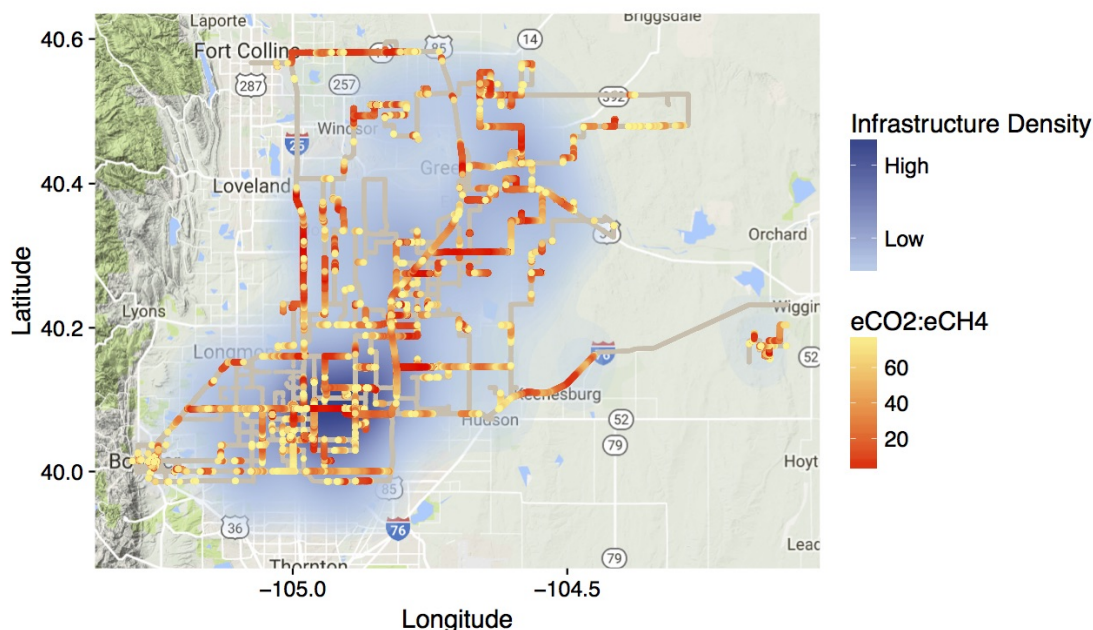 Briggsdale
Laporte
40.6
Fort Collins
85
14
287
257
392
Windsor
25
40.4
Loveland
Latitude
Orchard
40.2
Lyons
Wiggin
Longmo
76
52
Keenesburg
Hudson
52
79
40.0
Hoyt
85
36
76
Lead
79
Thornton
−105.0
−104.5
Longitude
Infrastructure Density
High
Low
eCO2:eCH4
60
40
20